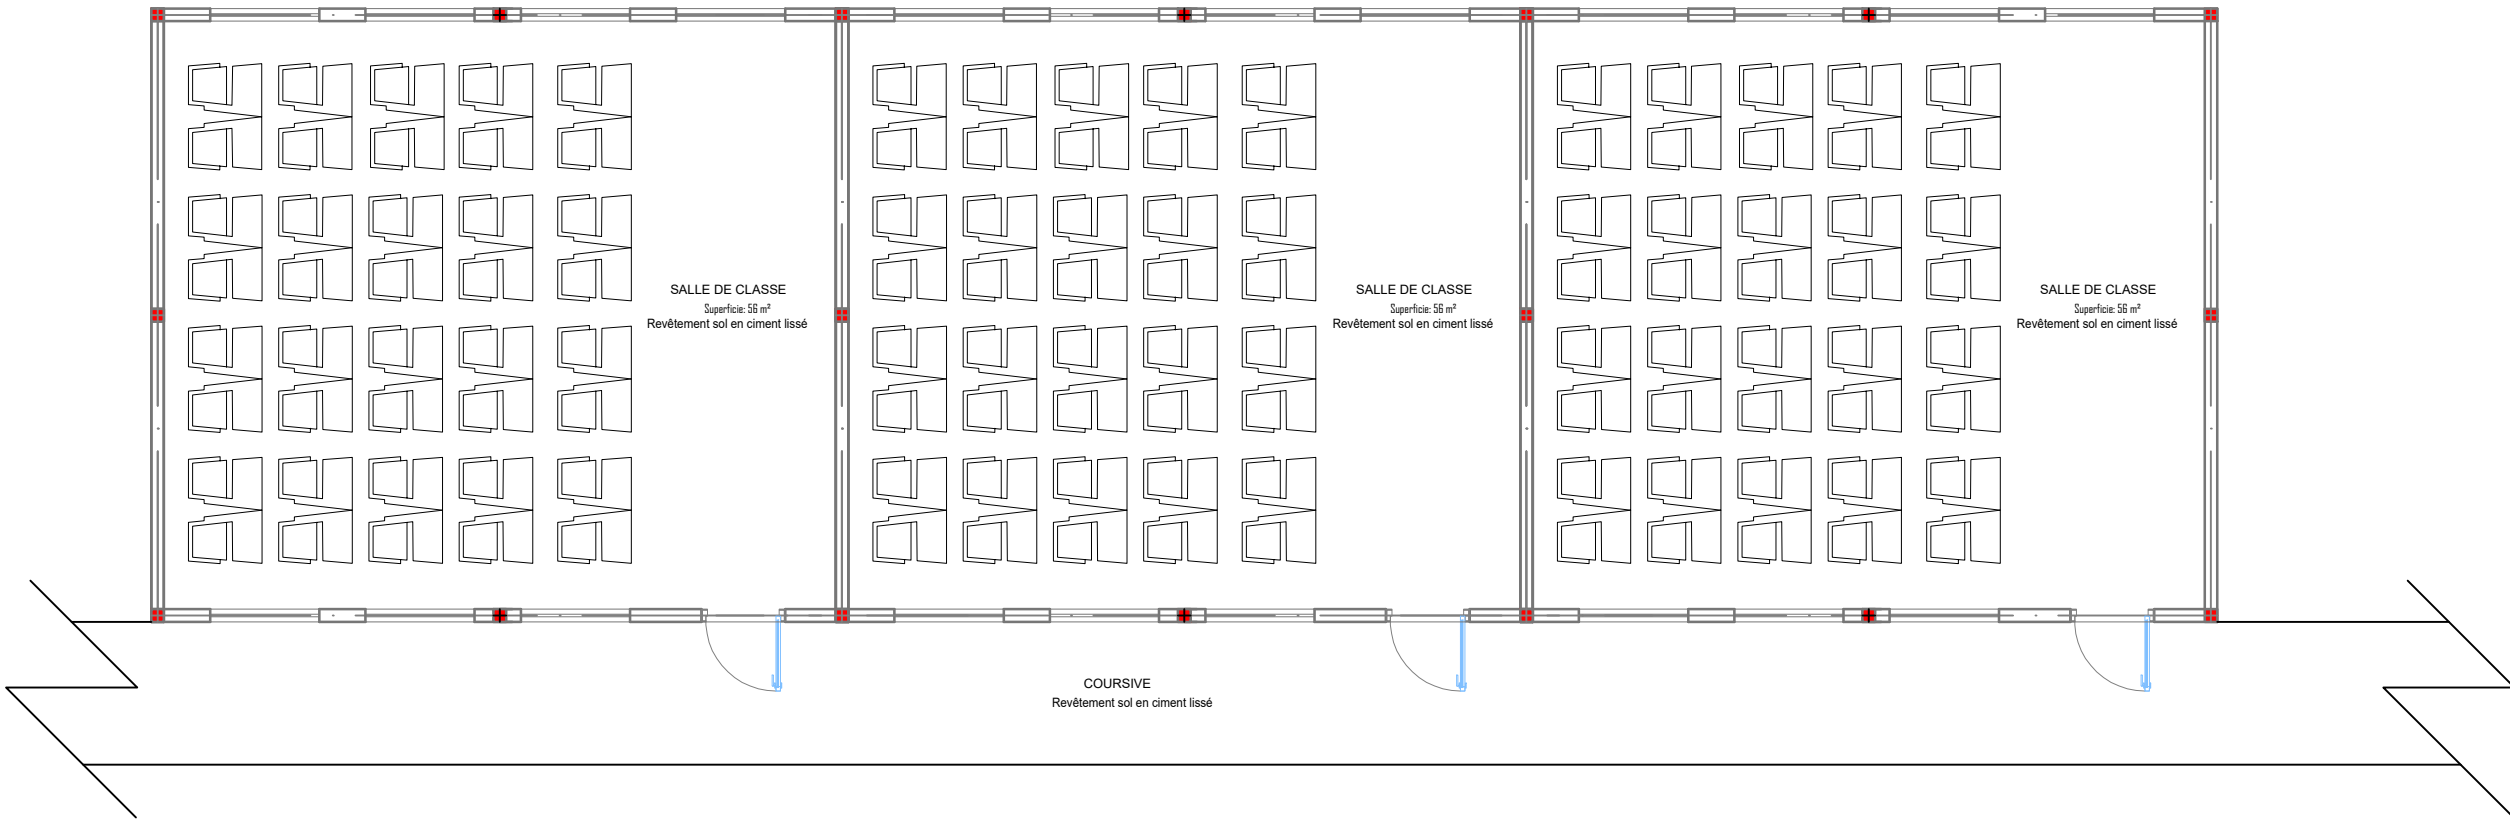 SALLE DE CLASSE
Superficie: 56 m²
Revêtement sol en ciment lissé
SALLE DE CLASSE
Superficie: 56 m²
Revêtement sol en ciment lissé
SALLE DE CLASSE
Superficie: 56 m²
Revêtement sol en ciment lissé
COURSIVE
Revêtement sol en ciment lissé